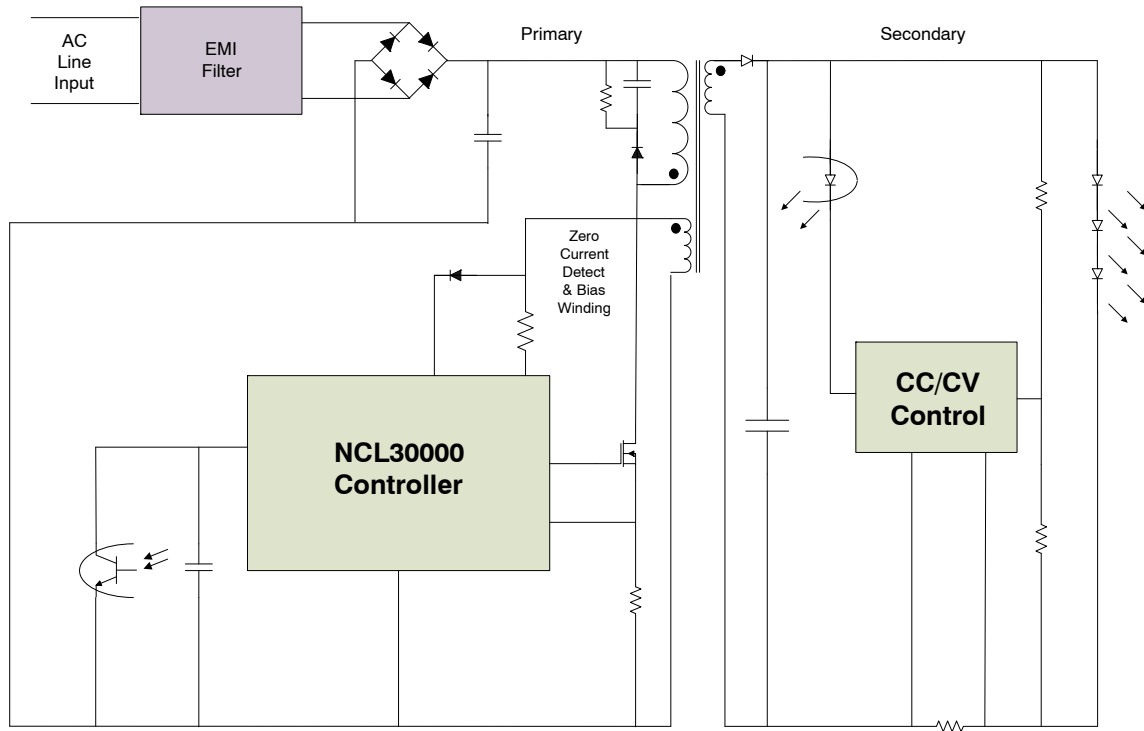 AC
Line
Input
EMI
Filter
Primary
Secondary
Zero
Current
Detect
& Bias
Winding
CC/CV
Control
NCL30000
Controller